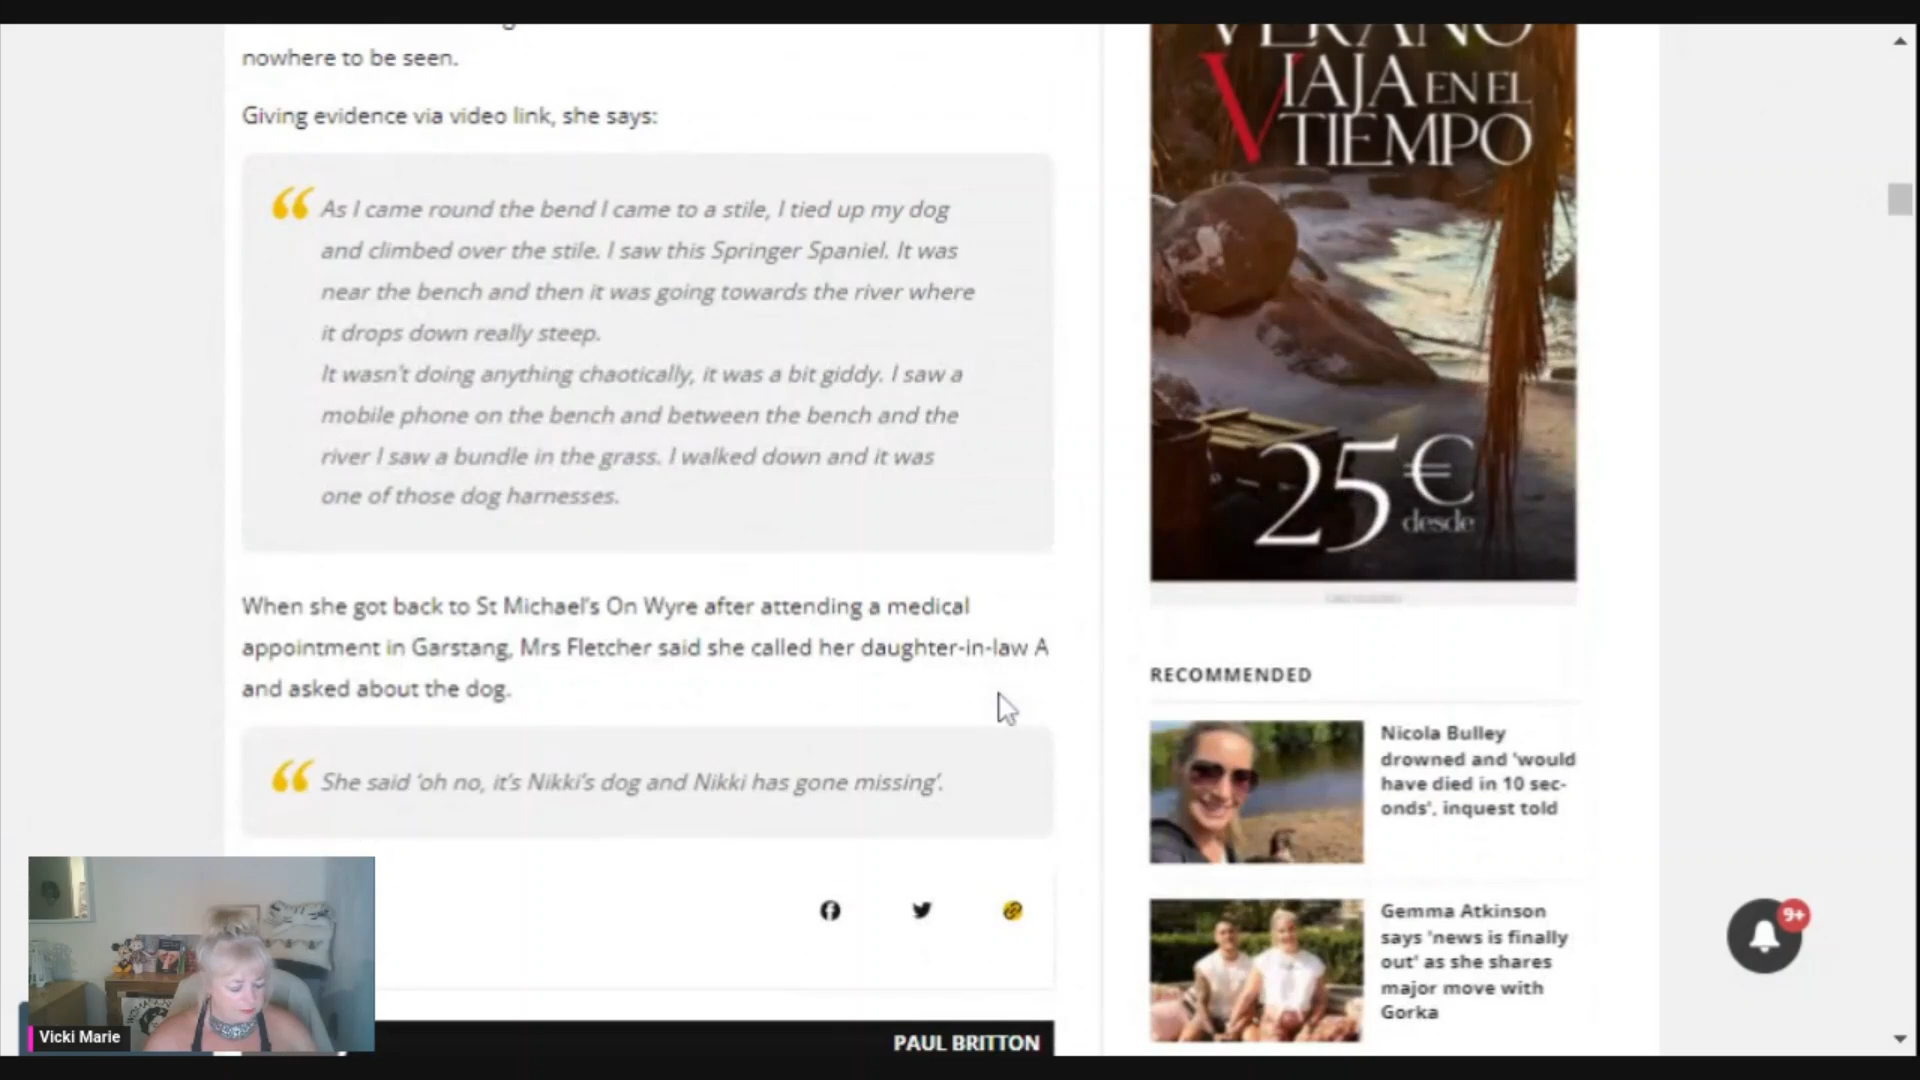 nowhere to be seen.
Giving evidence via video link, she says:
As I came round the bend I came to a stile, I tied up my dog
and climbed over the stile. I saw this Springer Spaniel. It was
near the bench and then it was going towards the river where
it drops down really steep.
It wasn't doing anything chaotically, it was a bit giddy. I saw a
mobile phone on the bench and between the bench and the
river I saw a bundle in the grass. I walked down and it was
one of those dog harnesses.
When she got back to St Michael's On Wyre after attending a medical
appointment in Garstang, Mrs Fletcher said she called her daughter-in-law A
and asked about the dog.
She said 'oh no, it's Nikki's dog and Nikki has gone missing'.
PAUL BRITTON
Vicki Marie
VERANO
VIAJA EN EL
TIEMPO
25€
desde
RECOMMENDED
Nicola Bulley
drowned and 'would
have died in 10 sec-
onds', inquest told
Gemma Atkinson
says 'news is finally
out' as she shares
major move with
Gorka
9+